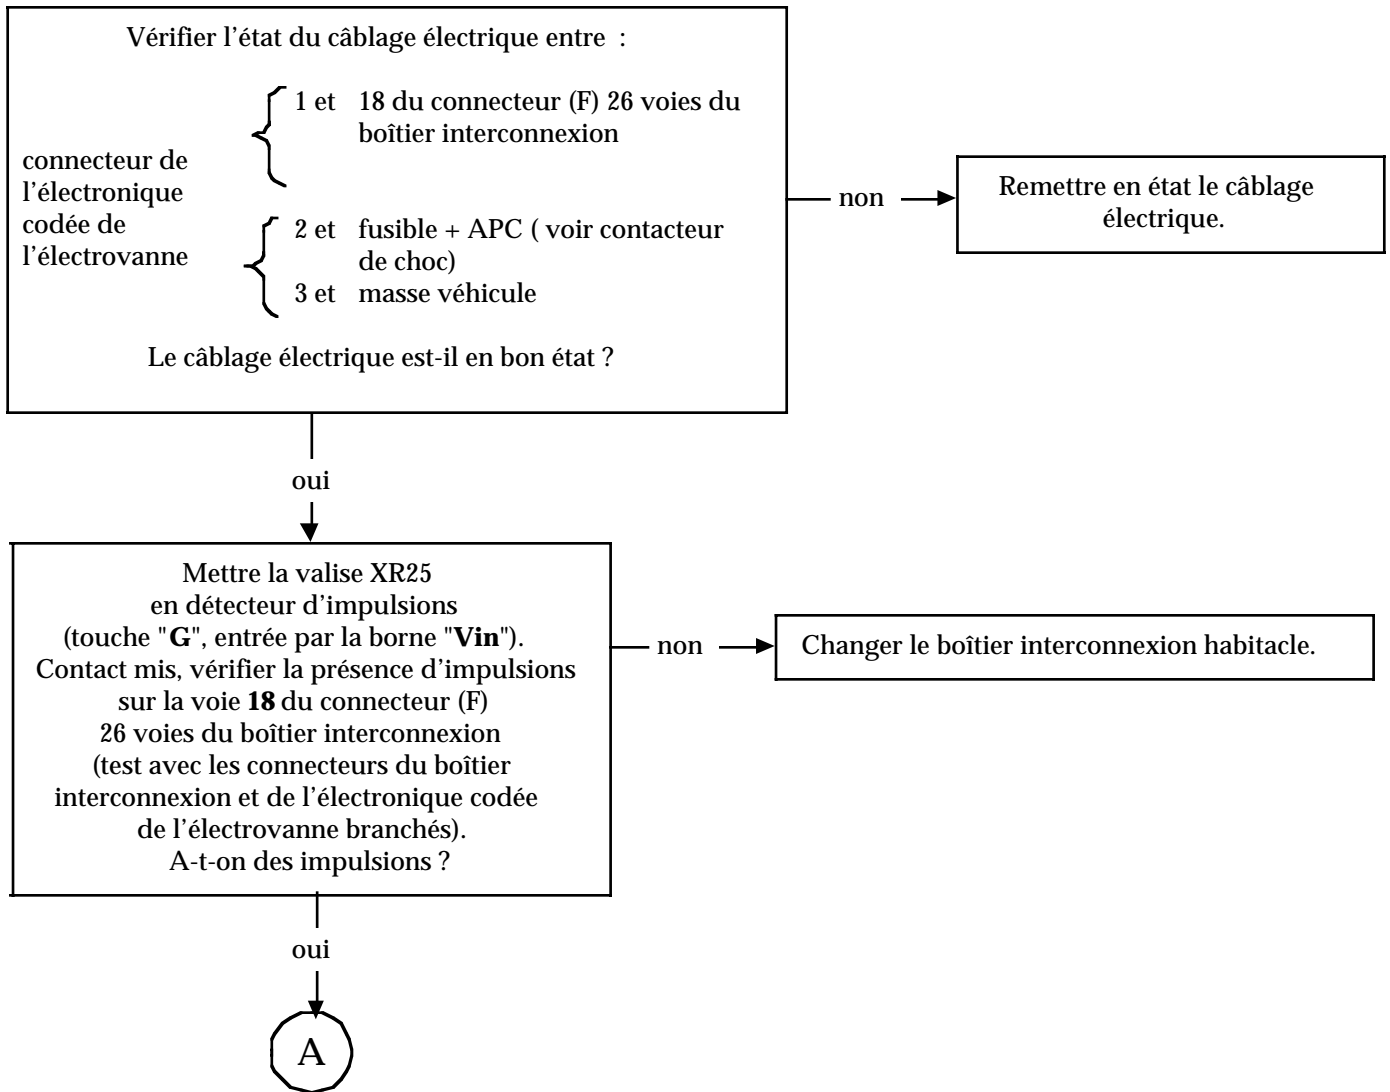 Vérifier l’état du câblage électrique entre :
1 et 18 du connecteur (F) 26 voies du
boîtier interconnexion
connecteur de
l’électronique
codée de
l’électrovanne
2 et fusible + APC ( voir contacteur
de choc)
3 et masse véhicule
Le câblage électrique est-il en bon état ?
non
Remettre en état le câblage
électrique.
oui
Mettre la valise XR25
en détecteur d’impulsions
(touche "G", entrée par la borne "Vin").
Contact mis, vérifier la présence d’impulsions
sur la voie 18 du connecteur (F)
26 voies du boîtier interconnexion
(test avec les connecteurs du boîtier
interconnexion et de l’électronique codée
de l’électrovanne branchés).
A-t-on des impulsions ?
non
Changer le boîtier interconnexion habitacle.
oui
A